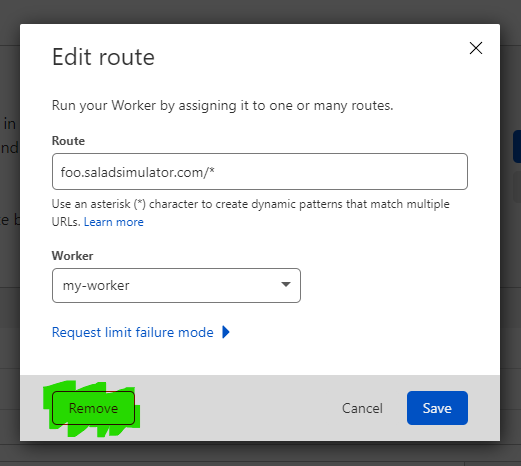 Edit route
in
Run your Worker by assigning it to one or many routes.
Route
foo.saladsimulator.com/*
Use an asterisk (*) character to create dynamic patterns that match multiple
URLs. Learn more
Worker
my-worker
Request limit failure mode
Remove
Cancel
Save